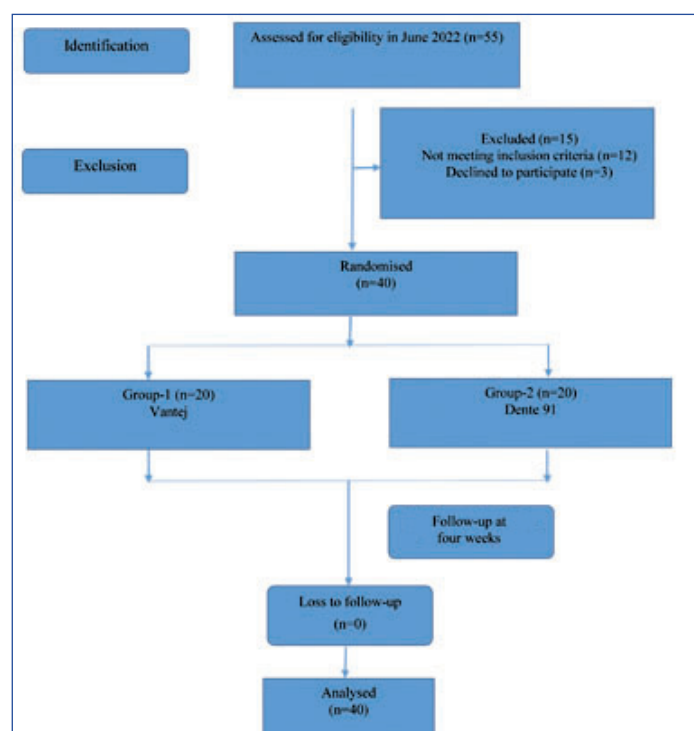 Identification
Assessed for eligibility in June 2022 (n=55)
Exclusion
Excluded (n=15)
Not meeting inclusion criteria (n=12)
Declined to participate (n=3)
Randomised
(n=40)
Group-1 (n=20)
Vantej
Group-2 (n=20)
Dente 91
Follow-up at
four weeks
Loss to follow-up
(n=0)
Analysed
(n=40)